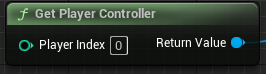 f Get Player Controller
Player Index 0 Return Value